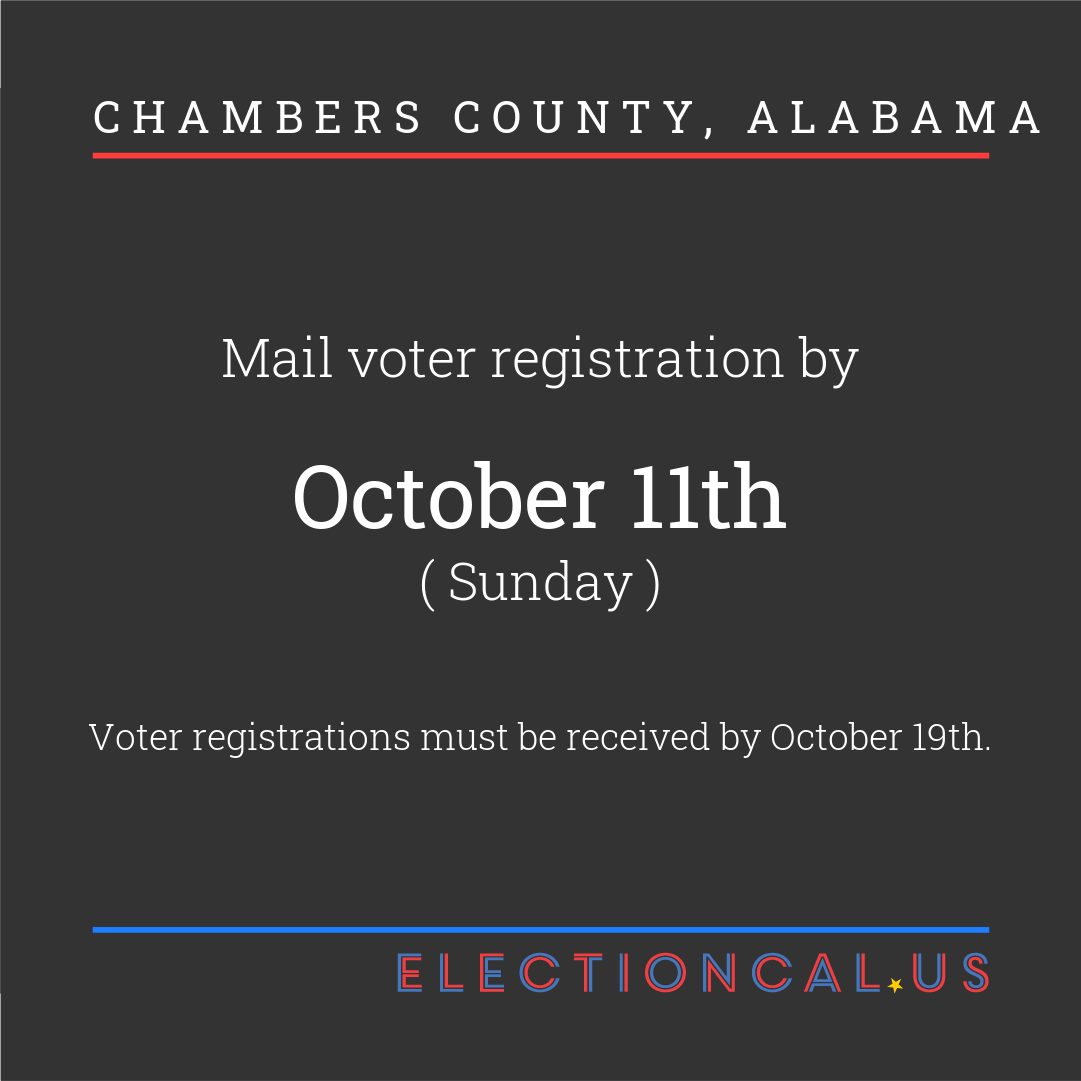 CHAMBERS COUNTY, ALABAMA
Mail voter registration by
October 11th
( Sunday )
Voter registrations must be received by October 19th.
ELECTIONCAL.US